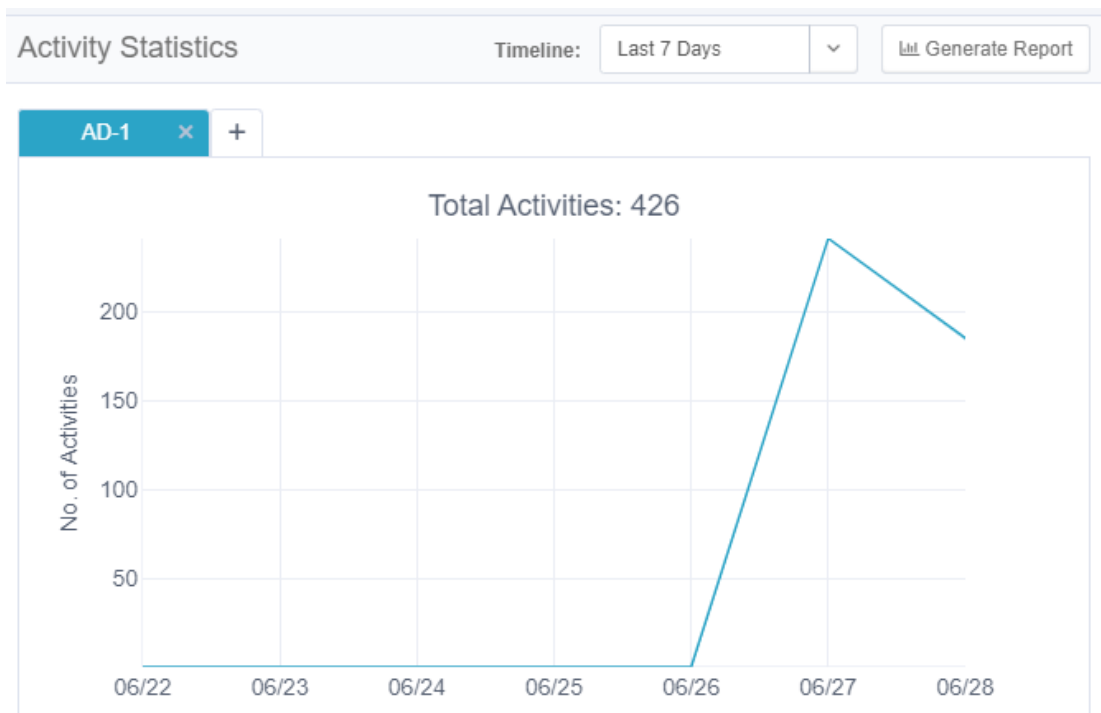 Activity Statistics
Timeline: Last 7 Days Generate Report
AD-1 × +
Total Activities: 426
No. of Activities
200
150
100
50
06/22 06/23 06/24 06/25 06/26 06/27 06/28